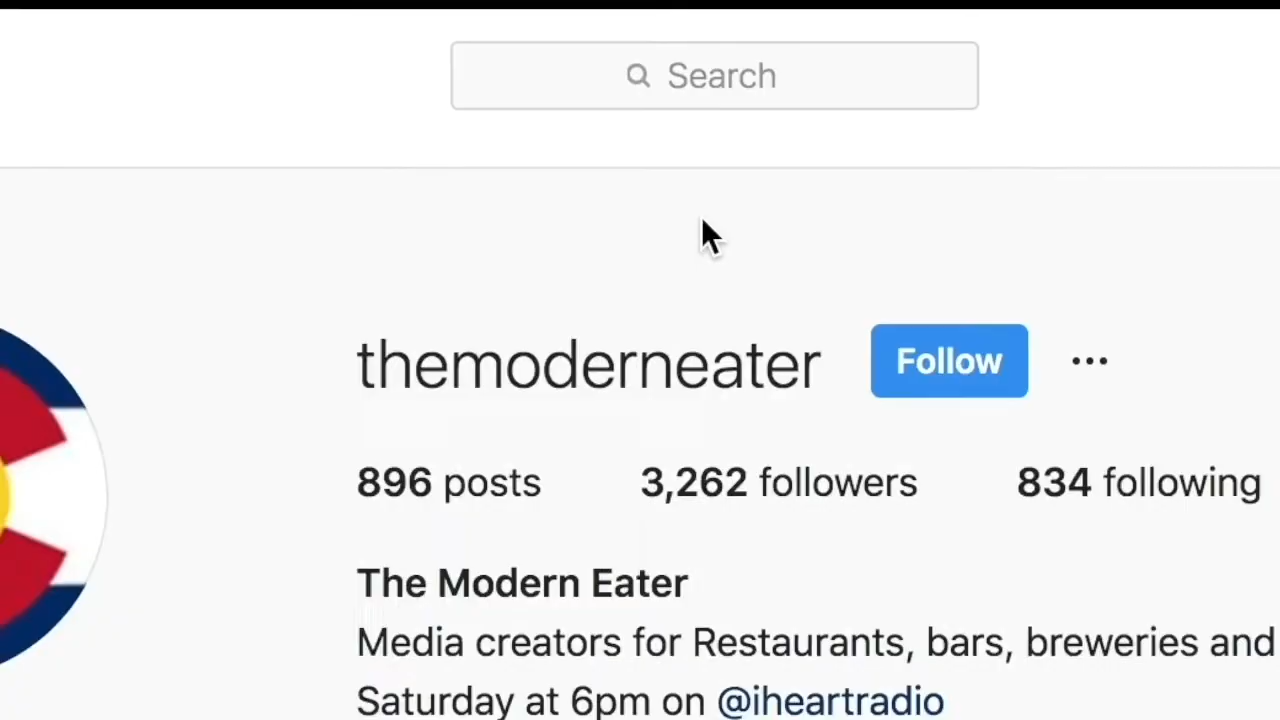 Search
themoderneater Follow •••
896 posts 3,262 followers 834 following
The Modern Eater
Media creators for Restaurants, bars, breweries and
Saturday at 6pm on @iheartradio